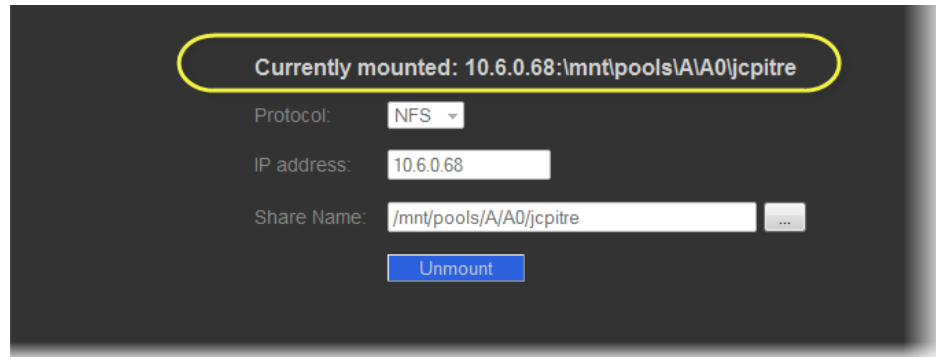 Currently mounted: 10.6.0.68:\mnt\pools\A\A0\jcpitre
Protocol: NFS
IP address: 10.6.0.68
Share Name: /mnt/pools/A/A0/jcpitre ...
Unmount